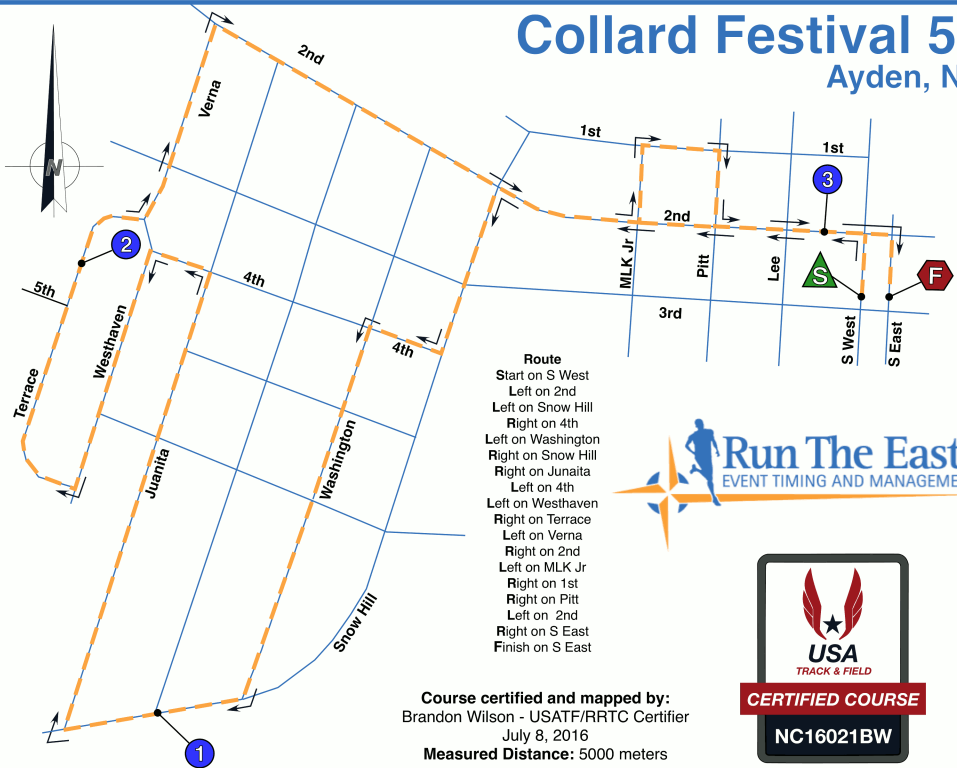 Collard Festival 5
Ayden, N
2nd
Verna
N
1st
1st
3
2nd
2
MLK Jr
Pitt
Lee
S
F
4th
5th
3rd
S West
S East
Westhaven
4th
Terrace
Juanita
Washington
Snow Hill
1
Route
Start on S West
Left on 2nd
Left on Snow Hill
Right on 4th
Left on Washington
Right on Snow Hill
Right on Junaita
Left on 4th
Left on Westhaven
Right on Terrace
Left on Verna
Right on 2nd
Left on MLK Jr
Right on 1st
Right on Pitt
Left on 2nd
Right on S East
Finish on S East
Run The East
EVENT TIMING AND MANAGEME
USA
TRACK & FIELD
CERTIFIED COURSE
NC16021BW
Course certified and mapped by:
Brandon Wilson - USATF/RRTC Certifier
July 8, 2016
Measured Distance: 5000 meters